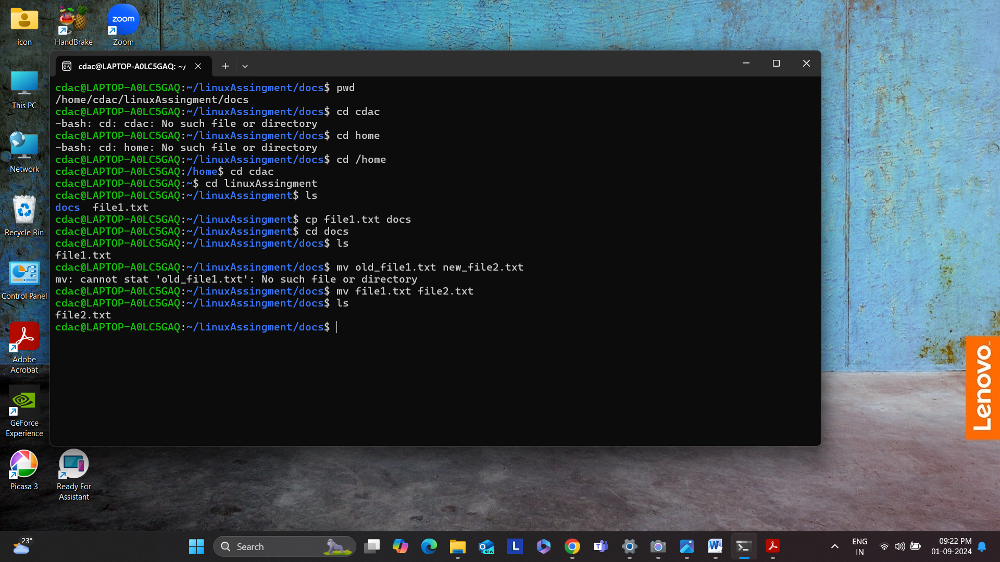 icon
HandBrake
zoom
Zoom
This PC
Network
Recycle Bin
Control Panel
Adobe
Acrobat
GeForce
Experience
Picasa 3
Ready For
Assistant
cdac@LAPTOP-A0LC5GAQ: ~/
cdac@LAPTOP-A0LC5GAQ:~/linuxAssingment/docs$ pwd
/home/cdac/linuxAssingment/docs
cdac@LAPTOP-A0LC5GAQ:~/linuxAssingment/docs$ cd cdac
-bash: cd: cdac: No such file or directory
cdac@LAPTOP-A0LC5GAQ:~/linuxAssingment/docs$ cd home
-bash: cd: home: No such file or directory
cdac@LAPTOP-A0LC5GAQ:~/linuxAssingment/docs$ cd /home
cdac@LAPTOP-A0LC5GAQ:/home$ cd cdac
cdac@LAPTOP-A0LC5GAQ:~$ cd linuxAssingment
cdac@LAPTOP-A0LC5GAQ:~/linuxAssingment$ ls
docs  file1.txt
cdac@LAPTOP-A0LC5GAQ:~/linuxAssingment$ cp file1.txt docs
cdac@LAPTOP-A0LC5GAQ:~/linuxAssingment$ cd docs
cdac@LAPTOP-A0LC5GAQ:~/linuxAssingment/docs$ ls
file1.txt
cdac@LAPTOP-A0LC5GAQ:~/linuxAssingment/docs$ mv old_file1.txt new_file2.txt
mv: cannot stat 'old_file1.txt': No such file or directory
cdac@LAPTOP-A0LC5GAQ:~/linuxAssingment/docs$ mv file1.txt file2.txt
cdac@LAPTOP-A0LC5GAQ:~/linuxAssingment/docs$ ls
file2.txt
cdac@LAPTOP-A0LC5GAQ:~/linuxAssingment/docs$
Lenovo
23°
Search
NEW
L
ENG
IN
09:22 PM
01-09-2024